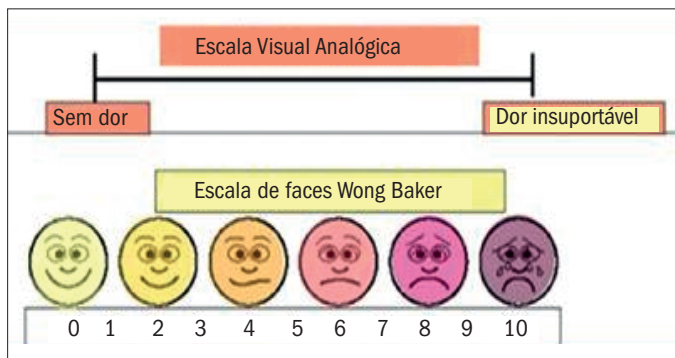 Escala Visual Analógica
Sem dor
Dor insuportável
Escala de faces Wong Baker
0 1 2 3 4 5 6 7 8 9 10